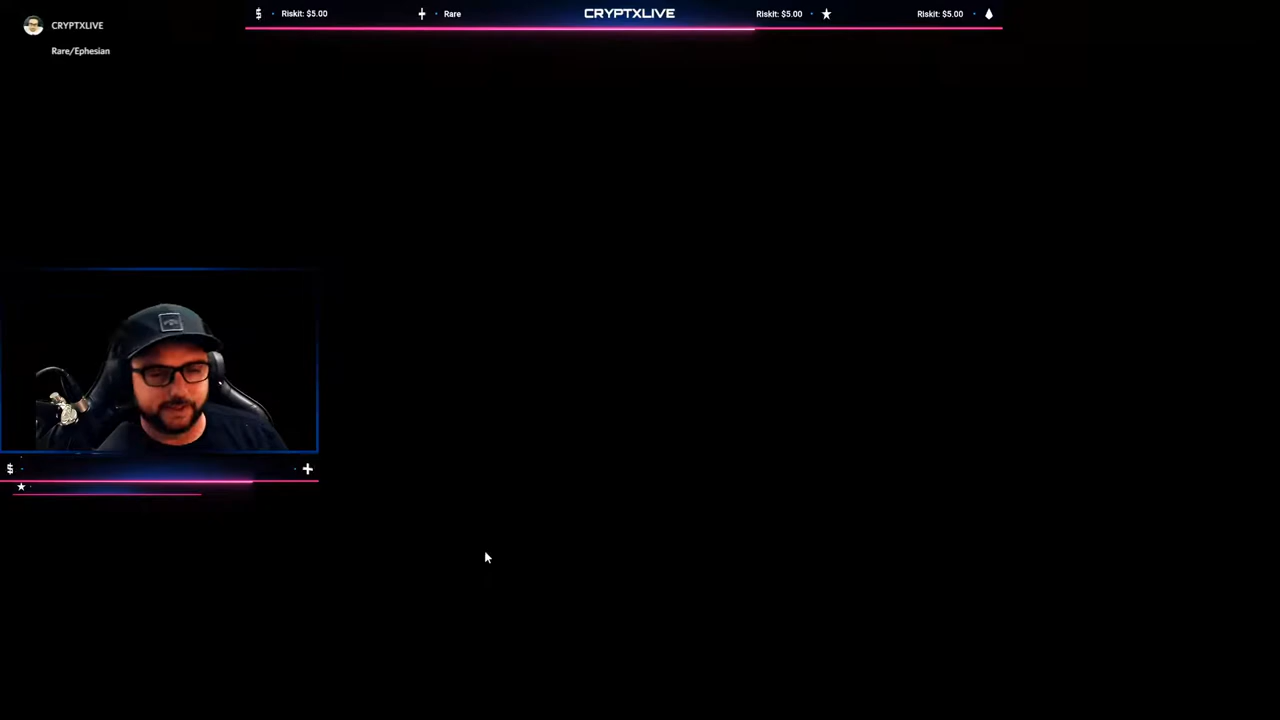 CRYPTXLIVE
Rare/Ephesian
$ Riskit: $5.00
Rare
CRYPTXLIVE
Riskit: $5.00
Riskit: $5.00
$